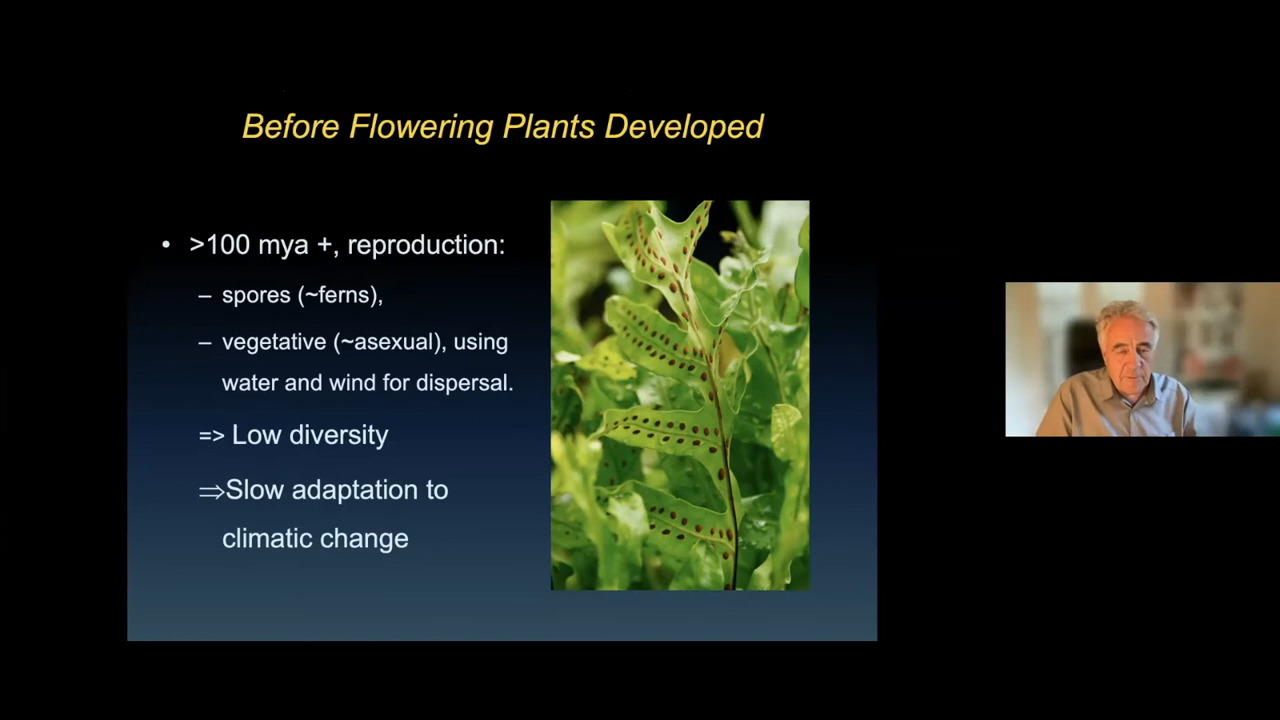 Before Flowering Plants Developed
• >100 mya +, reproduction:
– spores (~ferns),
– vegetative (~asexual), using
water and wind for dispersal.
=> Low diversity
⇒Slow adaptation to
climatic change